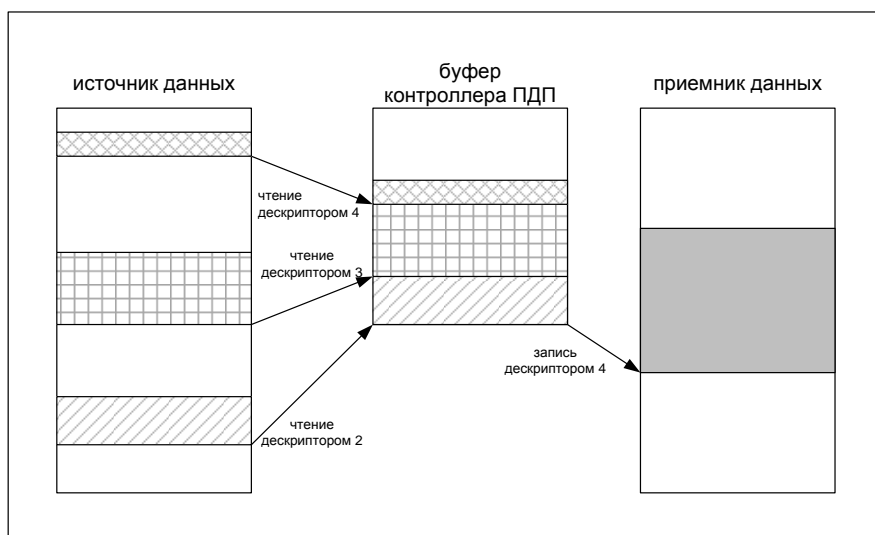 источник данных
буфер
контроллера ПДП
приемник данных
чтение
дескриптором 4
чтение
дескриптором 3
запись
дескриптором 4
чтение
дескриптором 2